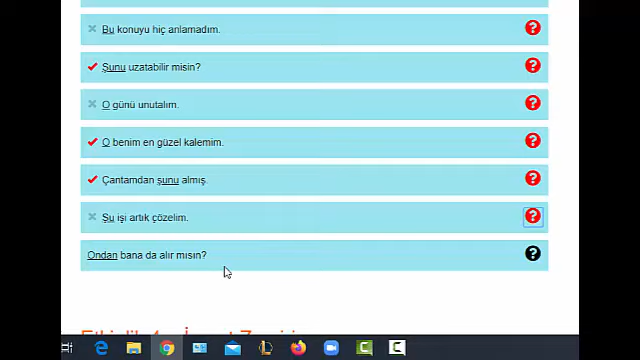 Bu konuyu hiç anlamadım.
Şunu uzatabilir misin?
O günü unutalım.
O benim en güzel kalemim.
Çantamdan şunu almış.
Şu işi artık çözelim.
Ondan bana da alır mısın?